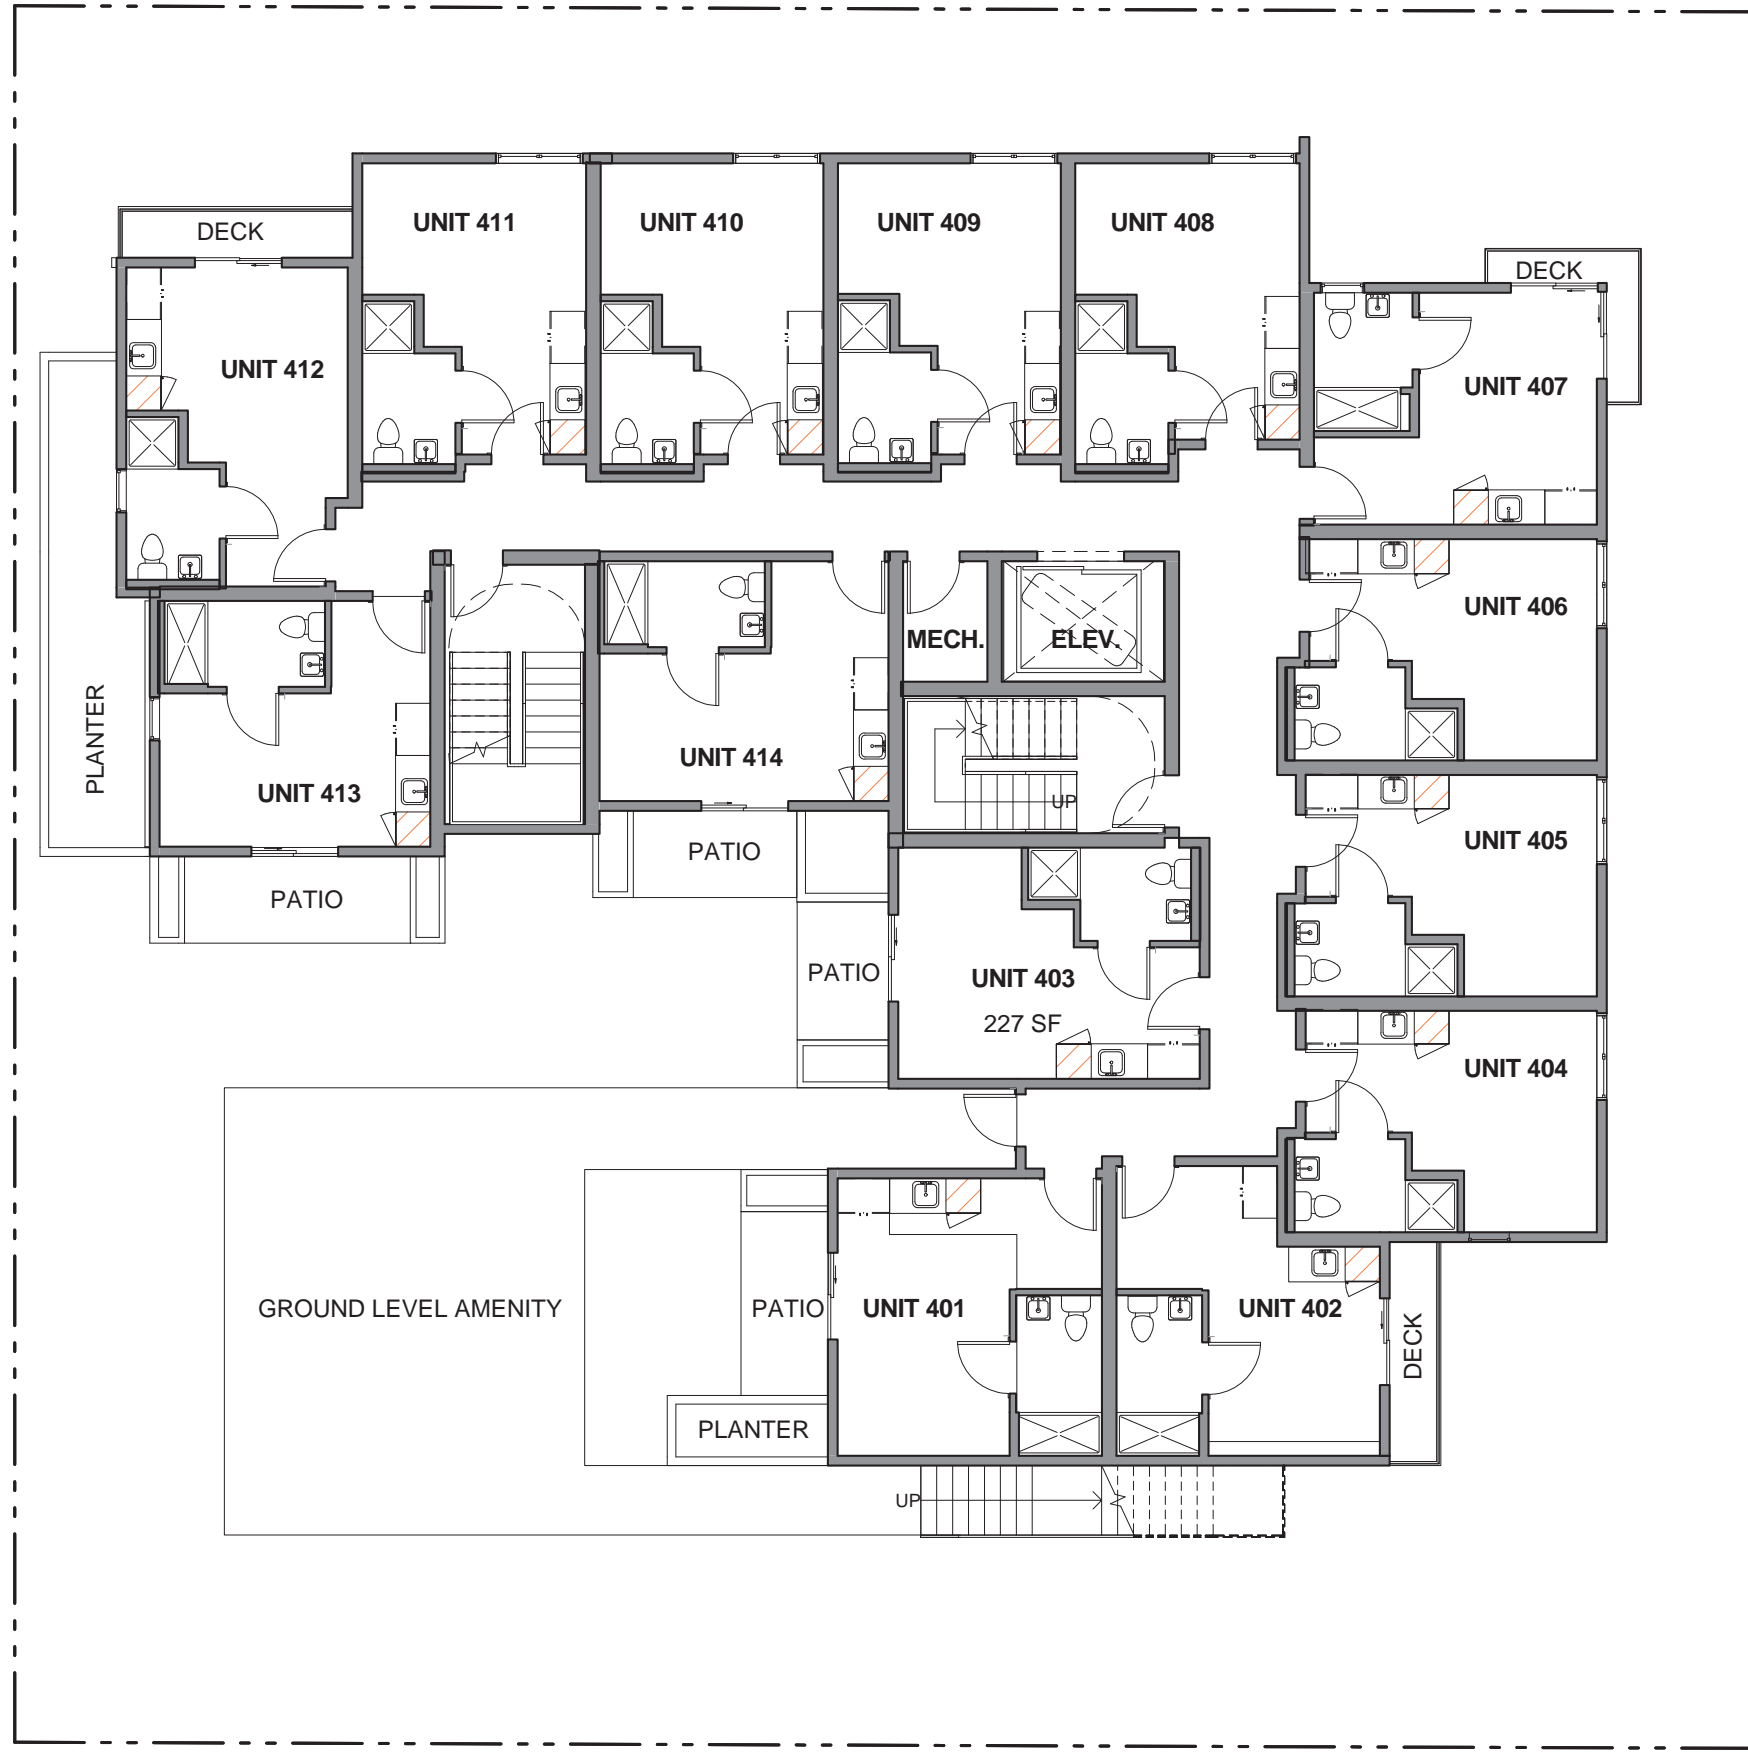 UNIT 411
UNIT 410
UNIT 409
UNIT 408
DECK
DECK
UNIT 412
UNIT 407
UNIT 406
MECH.
ELEV.
PLANTER
UNIT 414
UNIT 413
UP
UNIT 405
PATIO
PATIO
PATIO
UNIT 403
227 SF
UNIT 404
GROUND LEVEL AMENITY
PATIO
UNIT 401
UNIT 402
DECK
PLANTER
UP